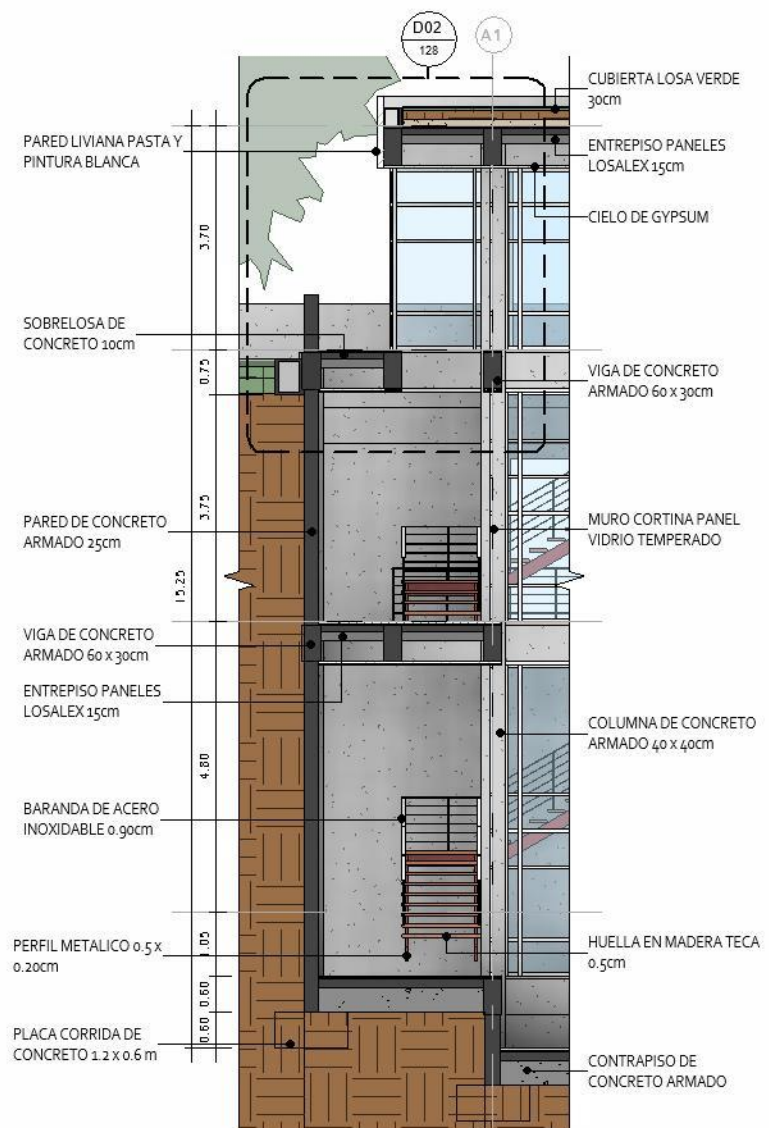 D02
128
A1
CUBIERTA LOSA VERDE
30cm
PARED LIVIANA PASTA Y
PINTURA BLANCA
ENTREPISO PANELES
LOSALEX 15cm
CIELO DE GYPSUM
3.70
SOBRELOSA DE
CONCRETO 10cm
0.75
VIGA DE CONCRETO
ARMADO 60 x 30cm
3.75
PARED DE CONCRETO
ARMADO 25cm
MURO CORTINA PANEL
VIDRIO TEMPERADO
15.25
VIGA DE CONCRETO
ARMADO 60 x 30cm
ENTREPISO PANELES
LOSALEX 15cm
COLUMNA DE CONCRETO
ARMADO 40 x 40cm
4.80
BARANDA DE ACERO
INOXIDABLE 0.90cm
PERFIL METALICO 0.5 x
0.20cm
1.05
HUELLA EN MADERA TECA
0.5cm
0.60
0.60
PLACA CORRIDA DE
CONCRETO 1.2 x 0.6 m
CONTRAPISO DE
CONCRETO ARMADO